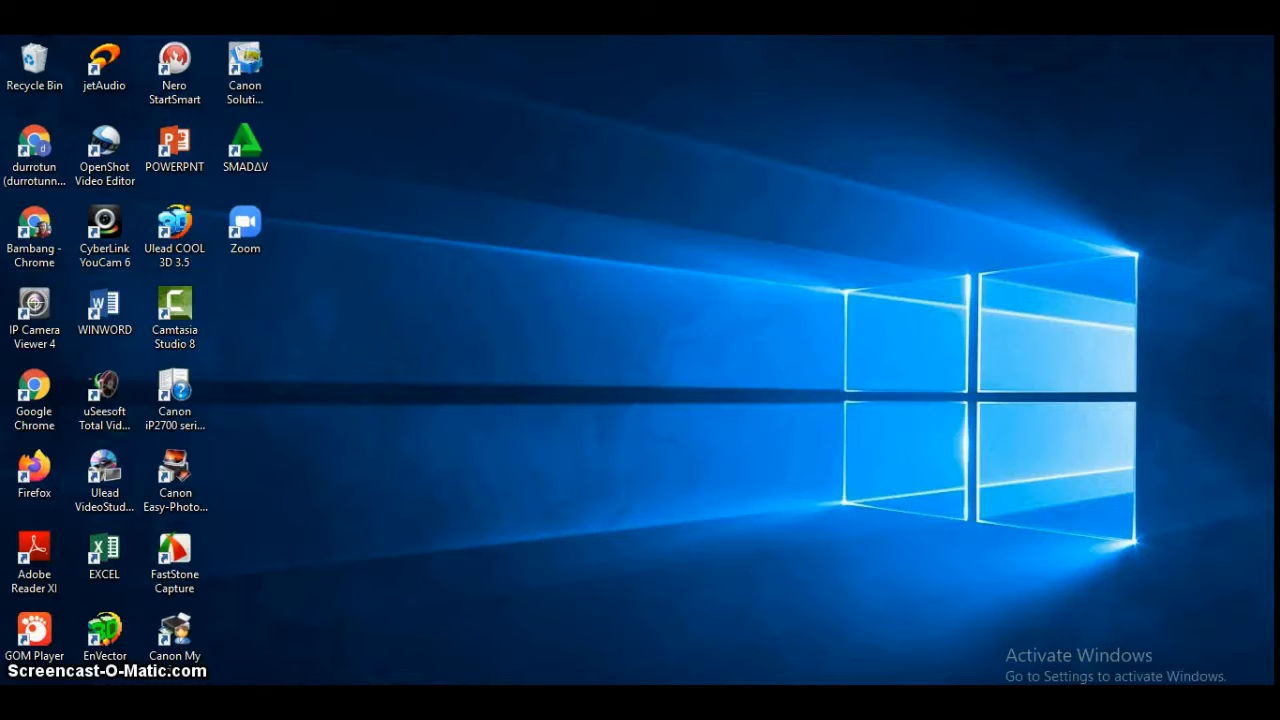 Recycle Bin
jetAudio
Nero
StartSmart
Canon
Soluti...
durrotun
(durrotunn...
OpenShot
Video Editor
POWERPNT
SMADΔV
Bambang -
Chrome
CyberLink
YouCam 6
Ulead COOL
3D 3.5
Zoom
IP Camera
Viewer 4
WINWORD
Camtasia
Studio 8
Google
Chrome
uSeesoft
Total Vid...
Canon
iP2700 seri...
Firefox
Ulead
VideoStud...
Canon
Easy-Photo...
Adobe
Reader XI
EXCEL
FastStone
Capture
GOM Player
EnVector
Canon My
Screencast-O-Matic.com
Activate Windows
Go to Settings to activate Windows.